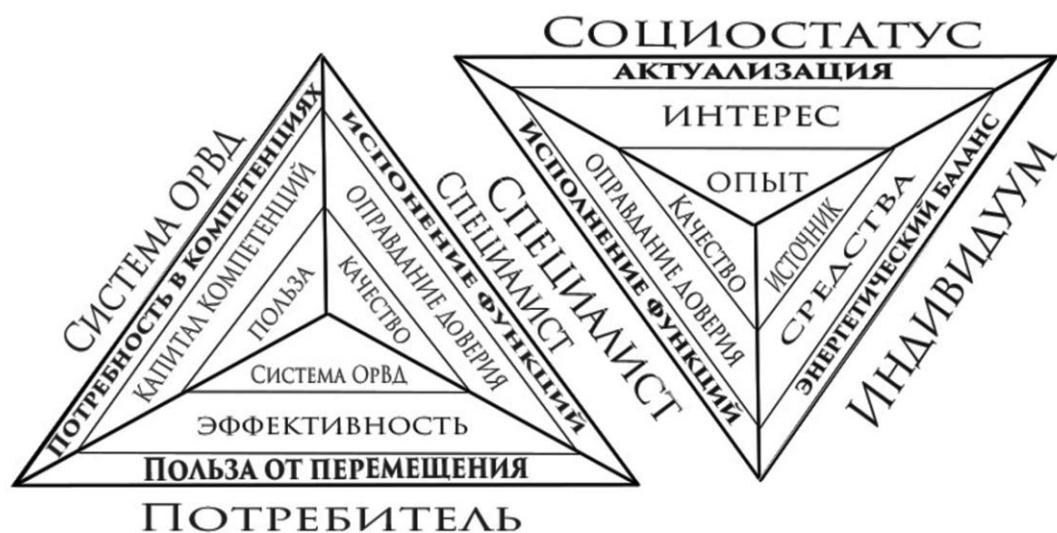 Система ОрВД
Потребность в компетенциях
Капитал компетенций
Польза
Качество
Оправдание доверия
Испонение функций
Специалист
Система ОрВД
Эффективность
Польза от перемещения
Потребитель
Социостатус
Актуализация
Интерес
Опыт
Специалист
Исполнение функций
Оправдание доверия
Качество
Источник
Средства
Энергетический баланс
Индивидуум